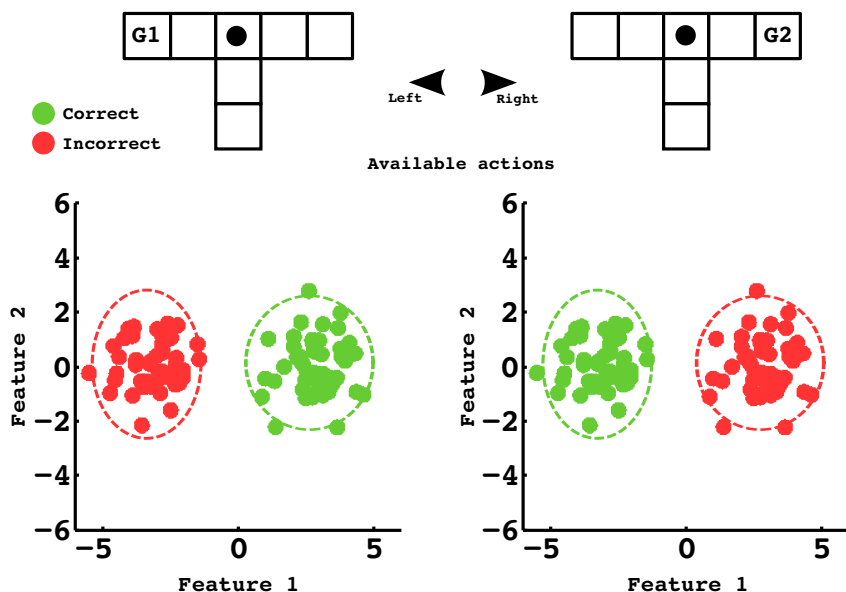 G1
G2
Left
Right
Correct
Incorrect
Available actions
6
4
2
0
−2
−4
−6
Feature 2
−5
0
5
Feature 1
6
4
2
0
−2
−4
−6
Feature 2
−5
0
5
Feature 1